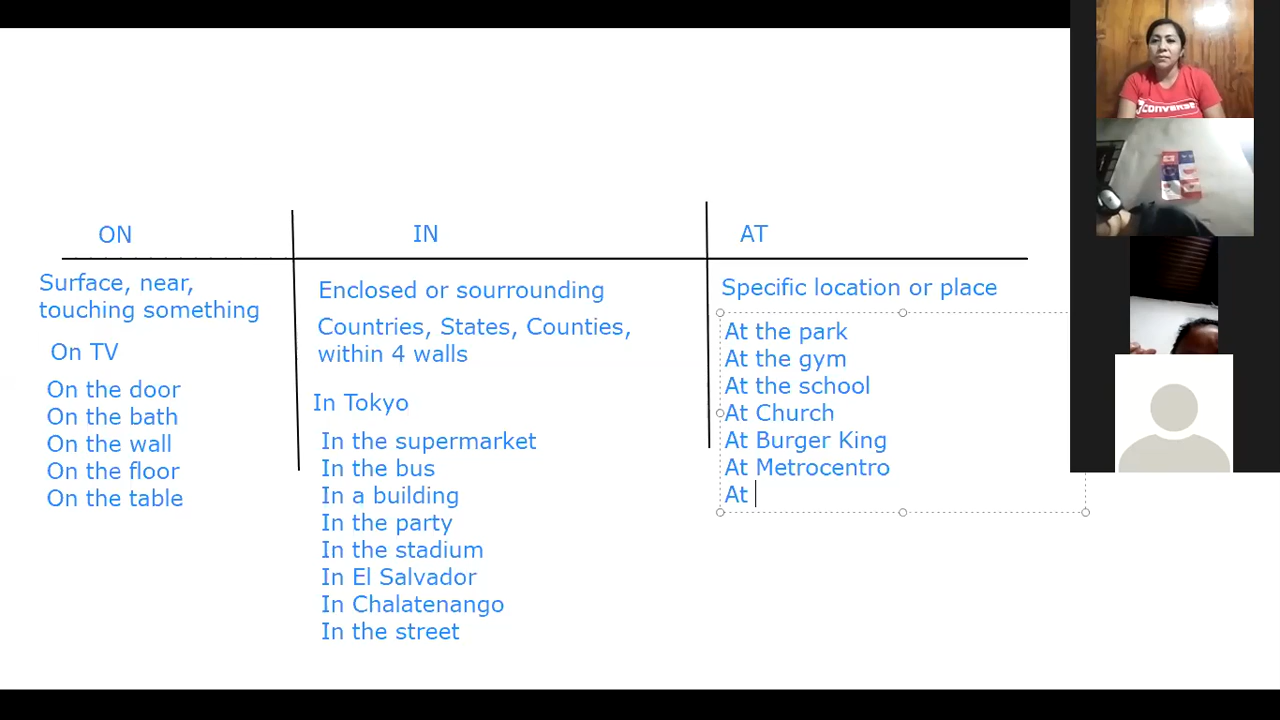 ON
IN
AT
Surface, near,
touching something
On TV
On the door
On the bath
On the wall
On the floor
On the table
Enclosed or sourrounding
Countries, States, Counties,
within 4 walls
In Tokyo
In the supermarket
In the bus
In a building
In the party
In the stadium
In El Salvador
In Chalatenango
In the street
Specific location or place
At the park
At the gym
At the school
At Church
At Burger King
At Metrocentro
At
CONVERSE